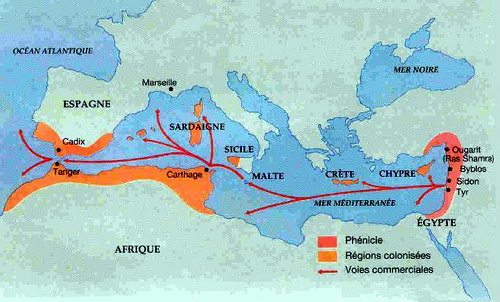 OCÉAN ATLANTIQUE
MER NOIRE
Marseille
ESPAGNE
SARDAIGNE
Ougarit
(Ras Shamra)
Cadix
SICILE
Byblos
Tanger
Carthage
MALTE
CRÈTE
CHYPRE
Sidon
Tyr
MER MÉDITERRANÉE
ÉGYPTE
AFRIQUE
Phénicie
Régions colonisées
Voies commerciales